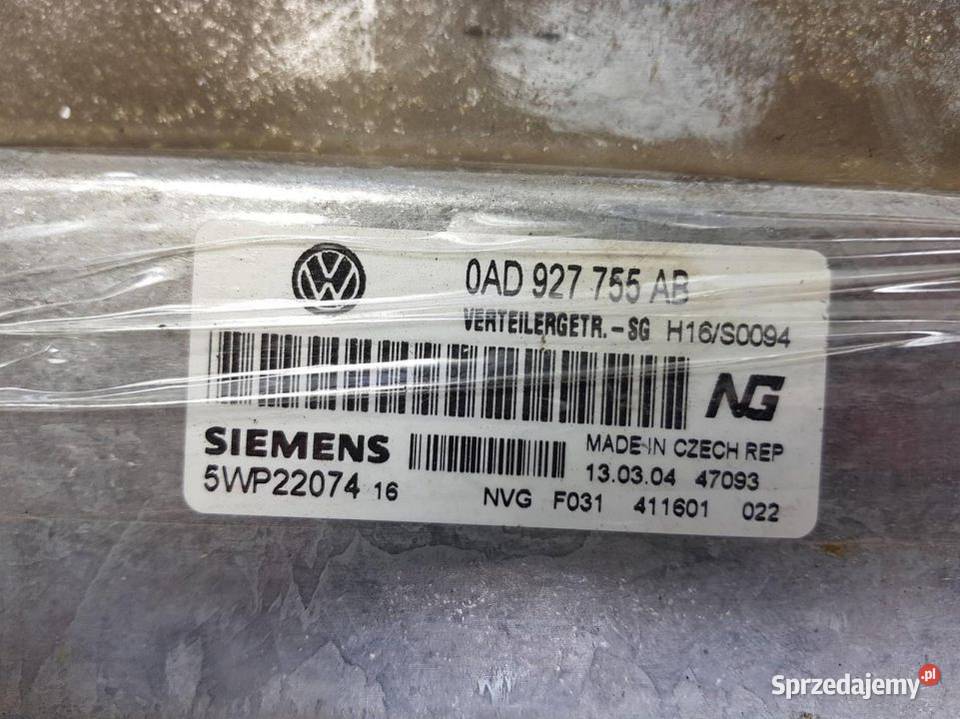 0AD 927 755 AB
VERTEILERGETR.-SG H16/S0094
NG
SIEMENS
MADE IN CZECH REP
5WP22074 16
13.03.04 47093
NVG F031 411601 022
Sprzedajemy.pl